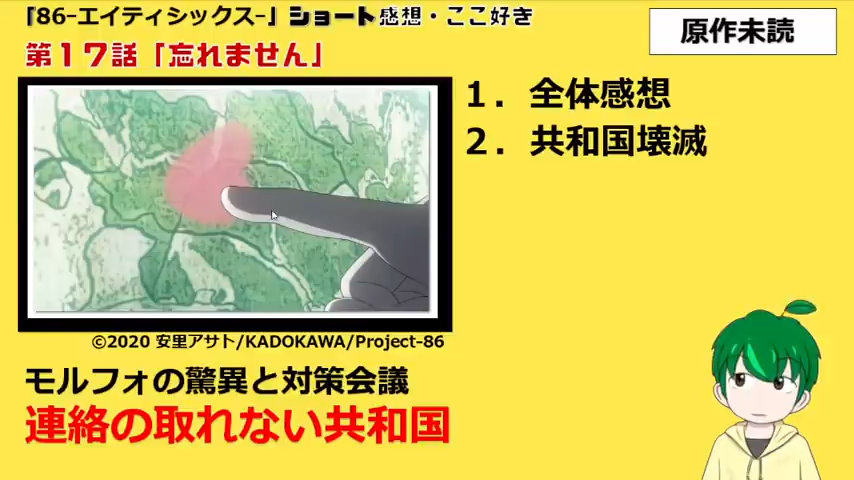 『86-エイティシックス-』ショート感想・ここ好き
原作未読
第１７話「忘れません」
１．全体感想
２．共和国壊滅
©2020 安里アサト/KADOKAWA/Project-86
モルフォの驚異と対策会議
連絡の取れない共和国